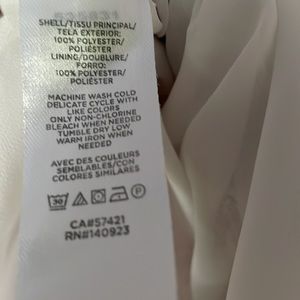 SHELL/TISSU PRINCIPAL/
TELA EXTERIOR:
100% POLYESTER/
POLIÉSTER
LINING/DOUBLURE/
FORRO:
100% POLYESTER/
POLIÉSTER
MACHINE WASH COLD
DELICATE CYCLE WITH
LIKE COLORS
ONLY NON-CHLORINE
BLEACH WHEN NEEDED
TUMBLE DRY LOW
WARM IRON WHEN
NEEDED
AVEC DES COULEURS
SEMBLABLES/CON
COLORES SIMILARES
30 P
CA#57421
RN#140923